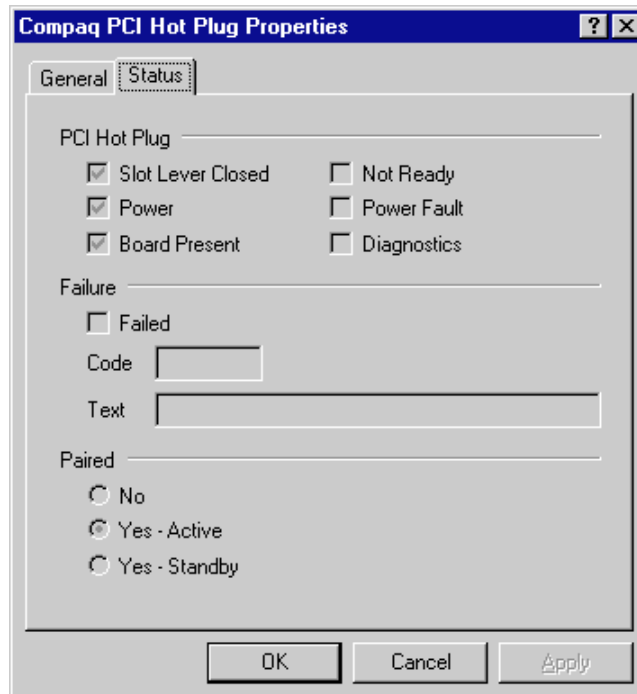 Compaq PCI Hot Plug Properties
General Status
PCI Hot Plug
Slot Lever Closed Not Ready
Power Power Fault
Board Present Diagnostics
Failure
Failed
Code
Text
Paired
No
Yes - Active
Yes - Standby
OK Cancel Apply